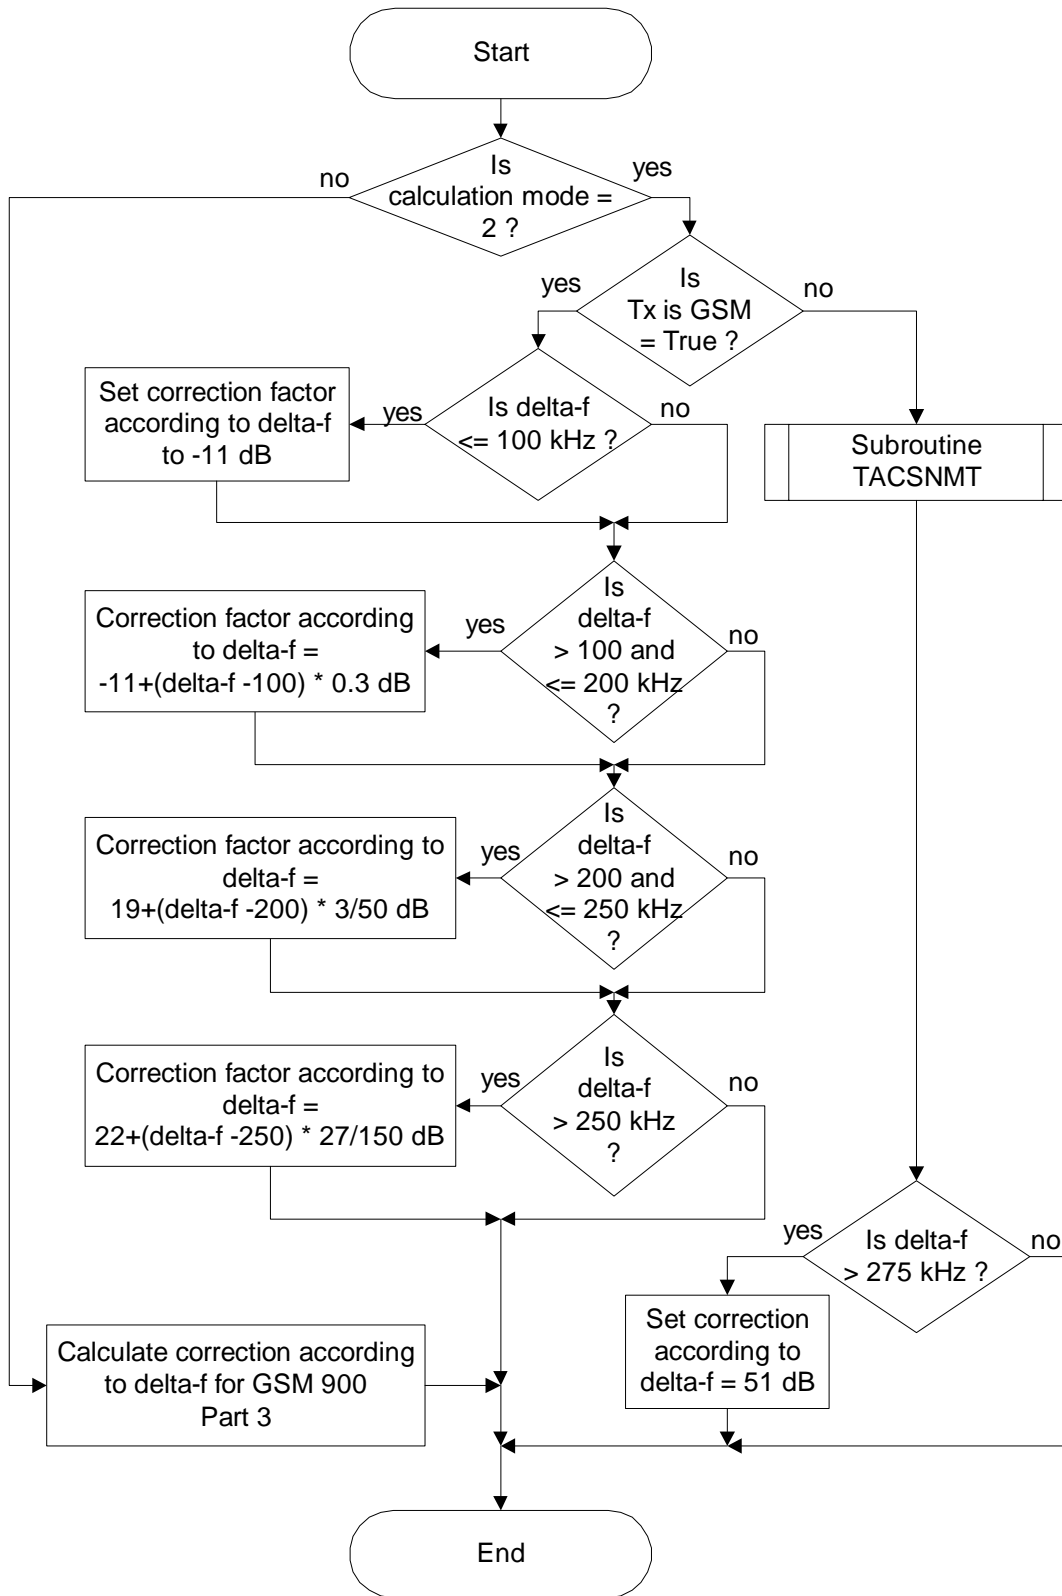 Start
Is
calculation mode =
2 ?
no
yes
Is
Tx is GSM
= True ?
yes
no
Set correction factor
according to delta-f
to -11 dB
yes
Is delta-f
<= 100 kHz ?
no
Subroutine
TACSNMT
Correction factor according
to delta-f =
-11+(delta-f -100) * 0.3 dB
yes
Is
delta-f
> 100 and
<= 200 kHz
?
no
Correction factor according to
delta-f =
19+(delta-f -200) * 3/50 dB
yes
Is
delta-f
> 200 and
<= 250 kHz
?
no
Correction factor according to
delta-f =
22+(delta-f -250) * 27/150 dB
yes
Is
delta-f
> 250 kHz
?
no
yes
Is delta-f
> 275 kHz ?
no
Set correction
according to
delta-f = 51 dB
Calculate correction according
to delta-f for GSM 900
Part 3
End